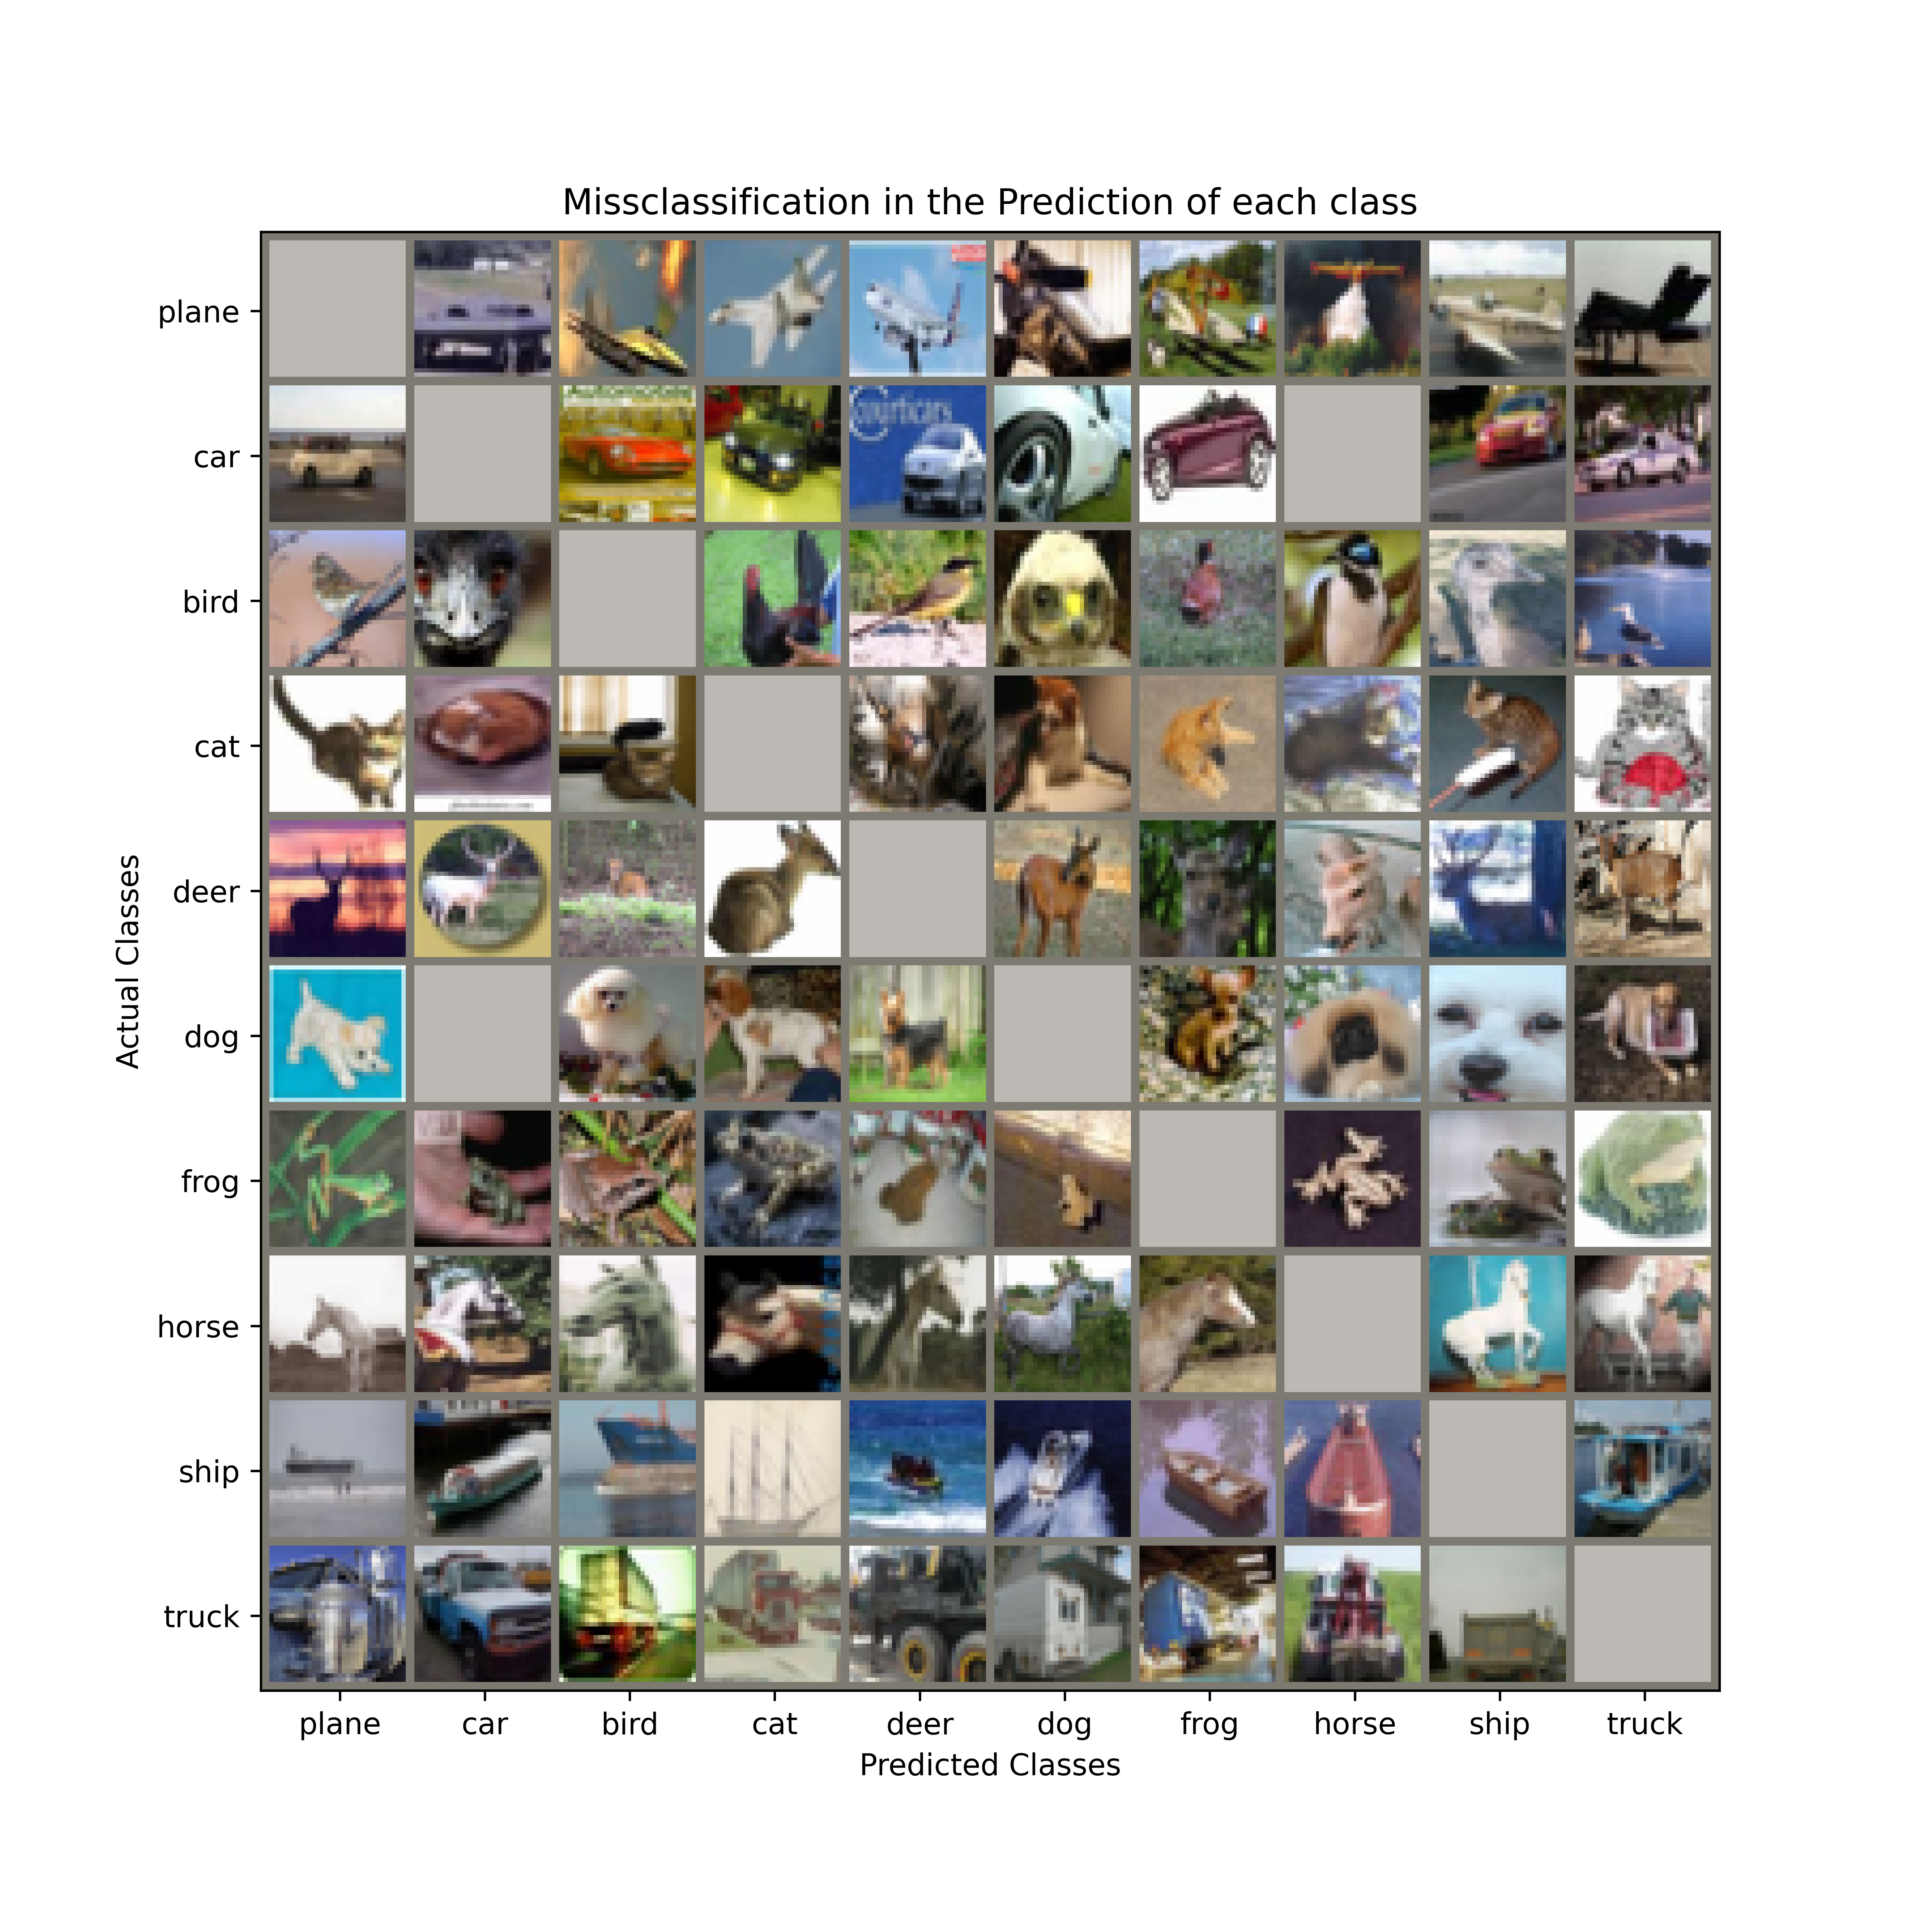 Missclassification in the Prediction of each class
plane
car
bird
cat
deer
dog
frog
horse
ship
truck
Actual Classes
plane car bird cat deer dog frog horse ship truck
Predicted Classes